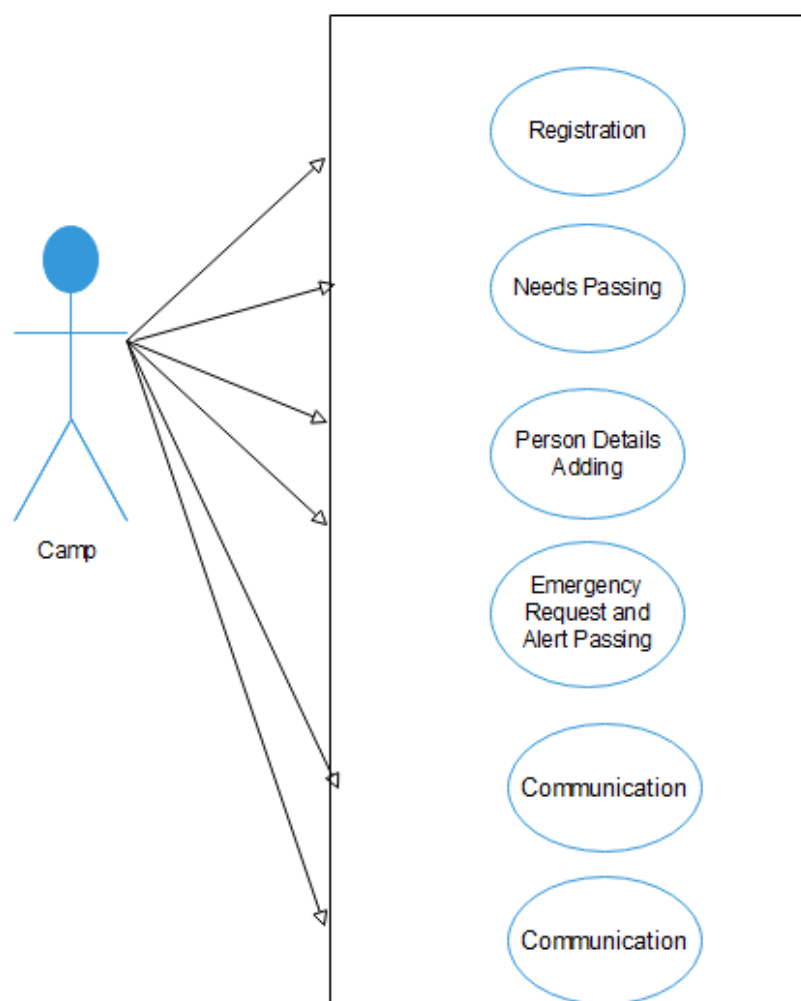 Registration
Needs Passing
Person Details
Adding
Camp
Emergency
Request and
Alert Passing
Communication
Communication